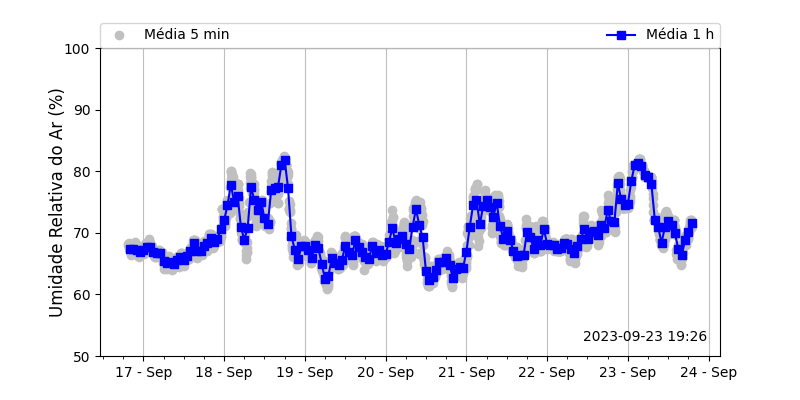 Média 5 min
Média 1 h
Umidade Relativa do Ar (%)
100
90
80
70
60
50
2023-09-23 19:26
17 - Sep
18 - Sep
19 - Sep
20 - Sep
21 - Sep
22 - Sep
23 - Sep
24 - Sep